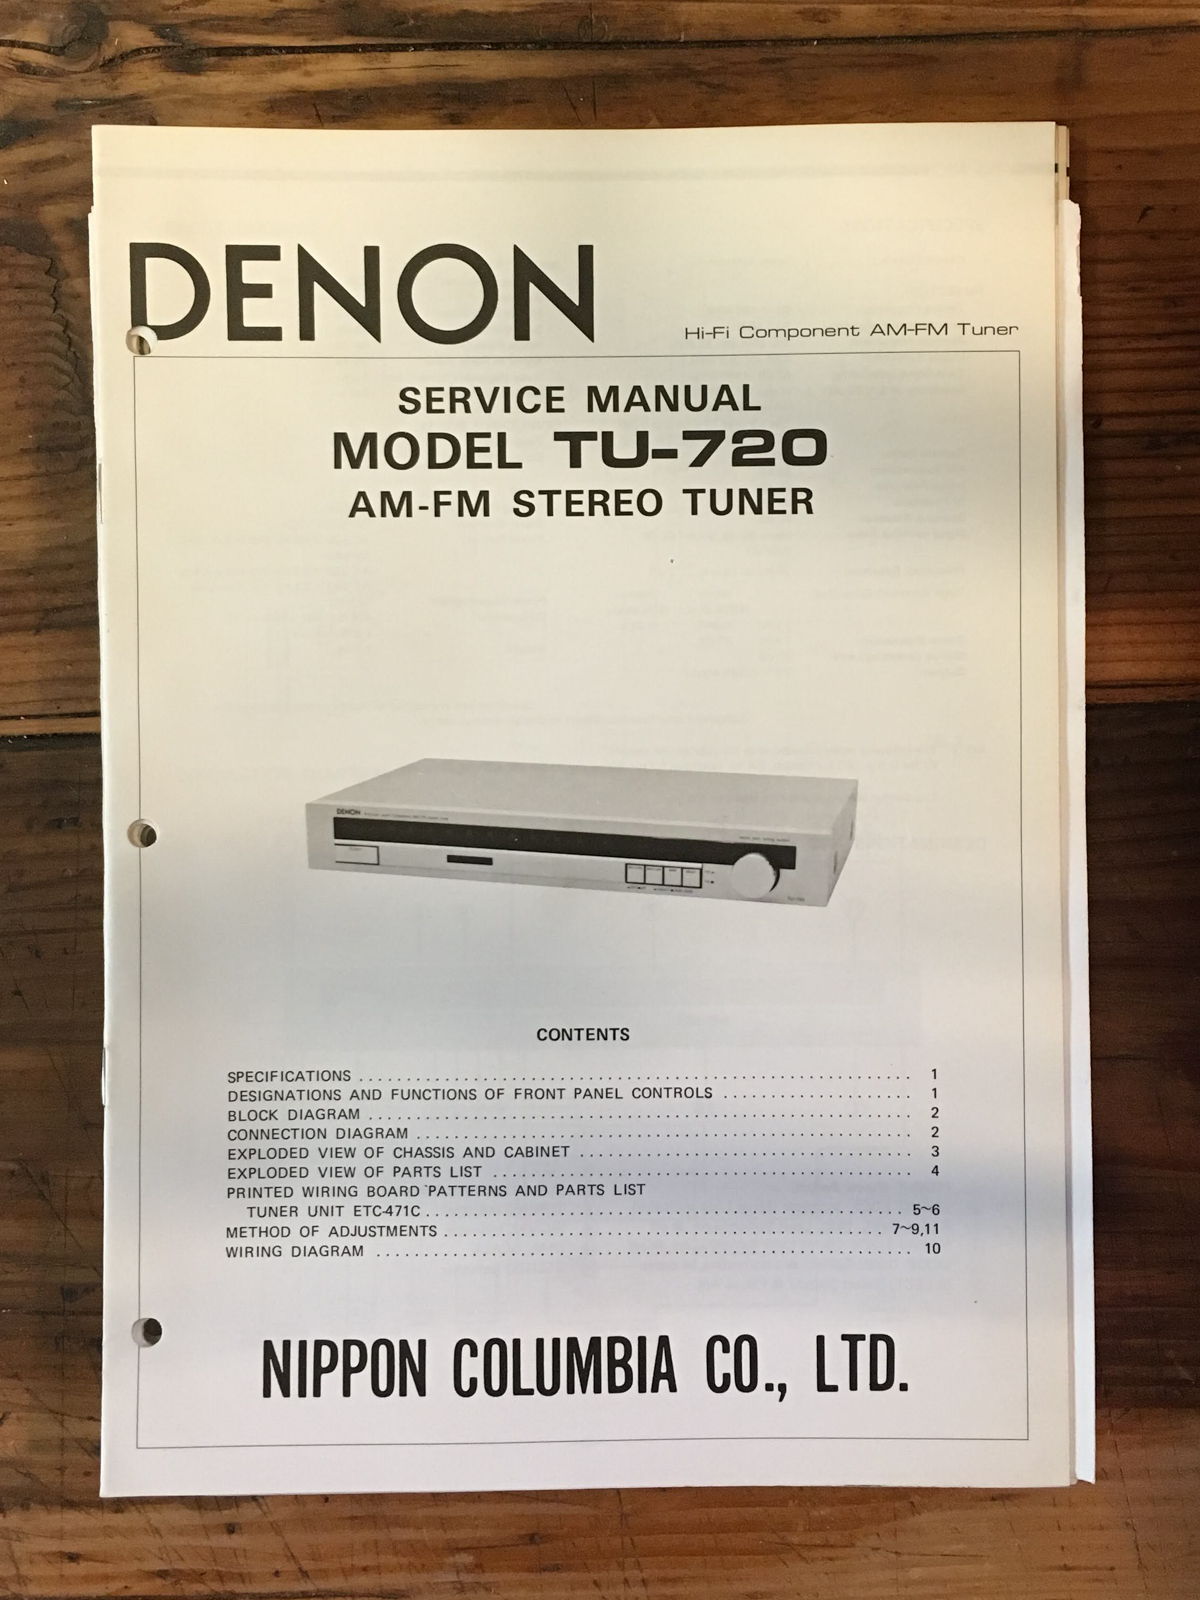 DENON
Hi-Fi Component AM-FM Tuner
SERVICE MANUAL
MODEL TU-720
AM-FM STEREO TUNER
DENON
CONTENTS
SPECIFICATIONS ........ 1
DESIGNATIONS AND FUNCTIONS OF FRONT PANEL CONTROLS ........ 1
BLOCK DIAGRAM ........ 2
CONNECTION DIAGRAM ........ 2
EXPLODED VIEW OF CHASSIS AND CABINET ........ 3
EXPLODED VIEW OF PARTS LIST ........ 4
PRINTED WIRING BOARD PATTERNS AND PARTS LIST
TUNER UNIT ETC-471C ........ 5~6
METHOD OF ADJUSTMENTS ........ 7~9,11
WIRING DIAGRAM ........ 10
NIPPON COLUMBIA CO., LTD.